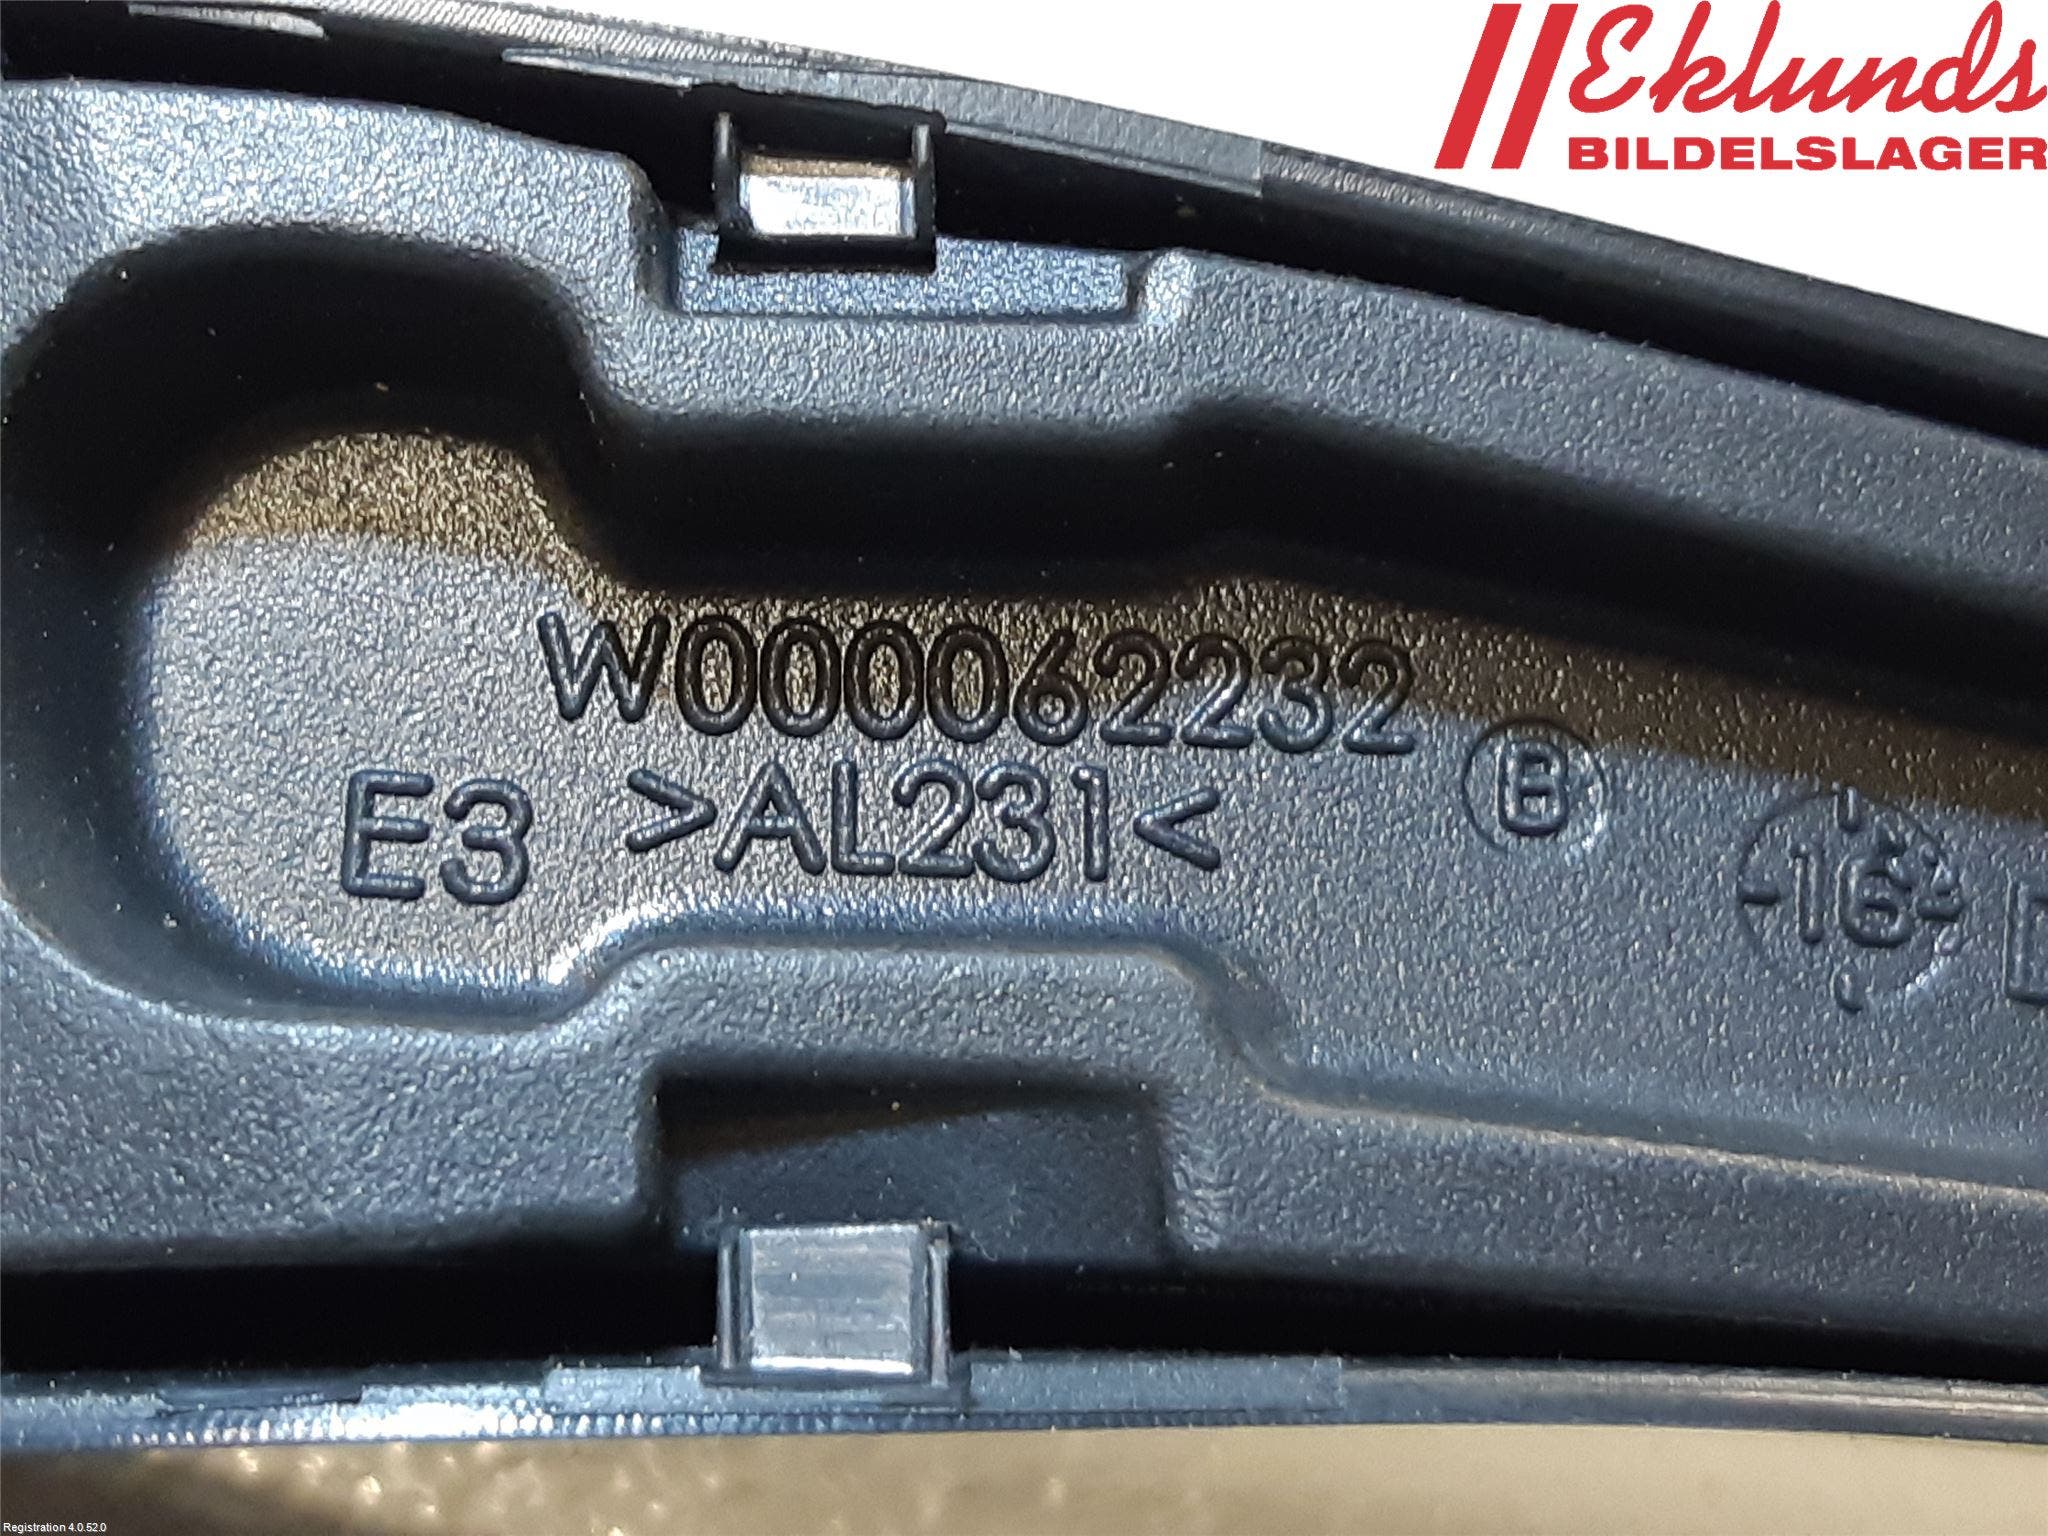 Eklunds
BILDELSLAGER
W000062232
E3 >AL231<
16
Registration 4.0.52.0